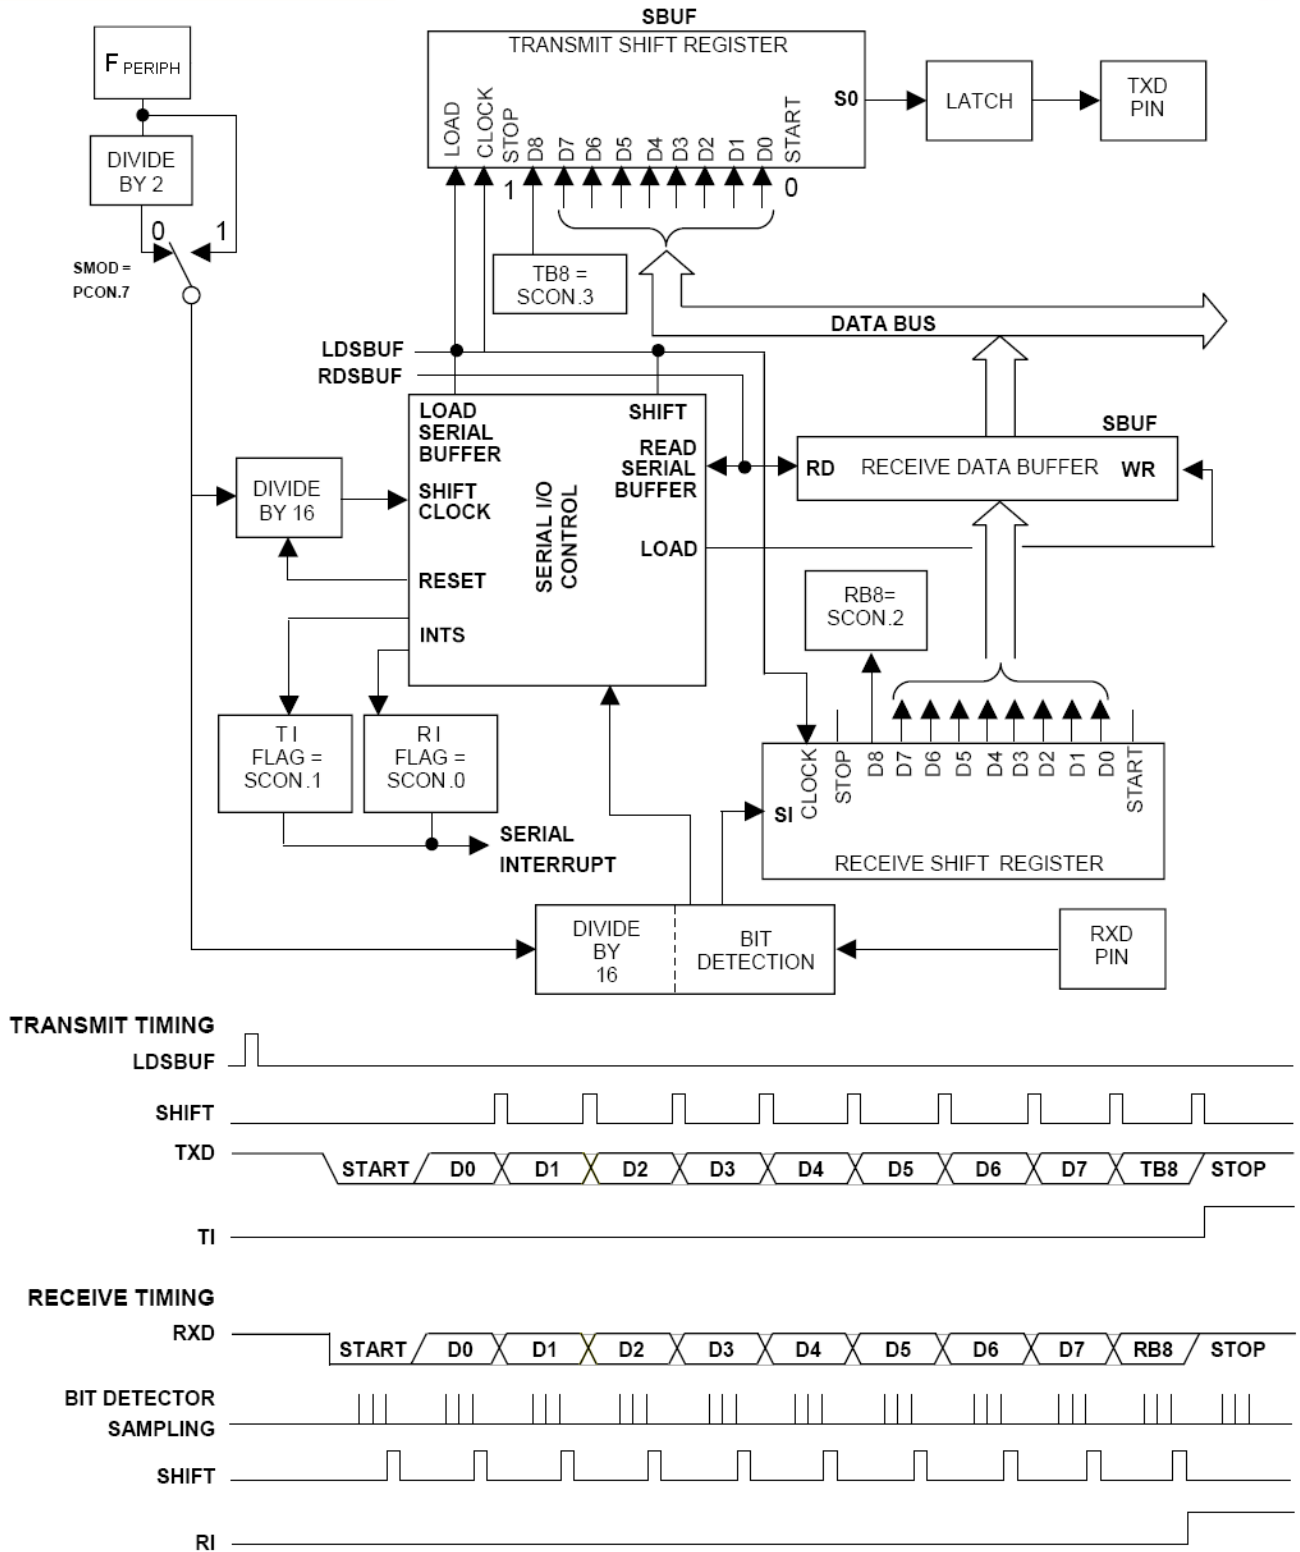 SBUF
TRANSMIT SHIFT REGISTER
F PERIPH
LOAD
CLOCK
STOP
D8
D7
D6
D5
D4
D3
D2
D1
D0
START
S0
LATCH
TXD
PIN
DIVIDE
BY 2
1
0
0
1
SMOD =
PCON.7
TB8 =
SCON.3
DATA BUS
LDSBUF
RDSBUF
LOAD
SERIAL
BUFFER
SHIFT
READ
SERIAL
BUFFER
SHIFT
CLOCK
SERIAL I/O
CONTROL
LOAD
RESET
INTS
SBUF
RD
RECEIVE DATA BUFFER
WR
DIVIDE
BY 16
RB8=
SCON.2
T I
FLAG =
SCON.1
R I
FLAG =
SCON.0
SERIAL
INTERRUPT
SI
CLOCK
STOP
D8
D7
D6
D5
D4
D3
D2
D1
D0
START
RECEIVE SHIFT REGISTER
DIVIDE
BY
16
BIT
DETECTION
RXD
PIN
TRANSMIT TIMING
LDSBUF
SHIFT
TXD
START D0 D1 D2 D3 D4 D5 D6 D7 TB8 STOP
TI
RECEIVE TIMING
RXD
START D0 D1 D2 D3 D4 D5 D6 D7 RB8 STOP
BIT DETECTOR
SAMPLING
SHIFT
RI